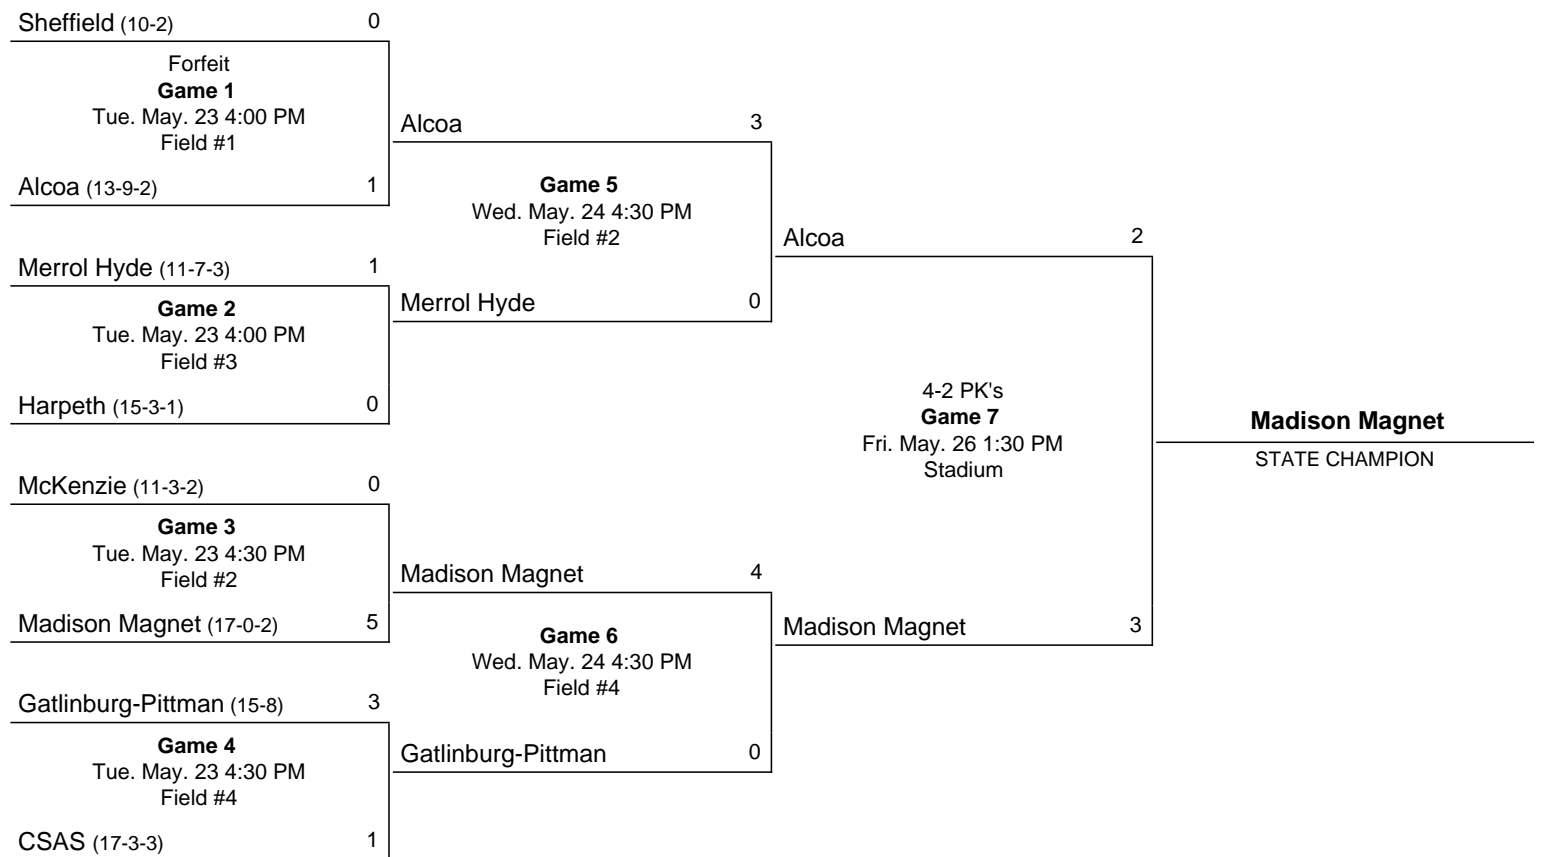 Sheffield (10-2) 0
Forfeit
Game 1
Tue. May. 23 4:00 PM
Field #1
Alcoa (13-9-2) 1
Merrol Hyde (11-7-3) 1
Game 2
Tue. May. 23 4:00 PM
Field #3
Harpeth (15-3-1) 0
McKenzie (11-3-2) 0
Game 3
Tue. May. 23 4:30 PM
Field #2
Madison Magnet (17-0-2) 5
Gatlinburg-Pittman (15-8) 3
Game 4
Tue. May. 23 4:30 PM
Field #4
CSAS (17-3-3) 1
Alcoa 3
Game 5
Wed. May. 24 4:30 PM
Field #2
Merrol Hyde 0
Madison Magnet 4
Game 6
Wed. May. 24 4:30 PM
Field #4
Gatlinburg-Pittman 0
Alcoa 2
4-2 PK's
Game 7
Fri. May. 26 1:30 PM
Stadium
Madison Magnet 3
Madison Magnet
STATE CHAMPION